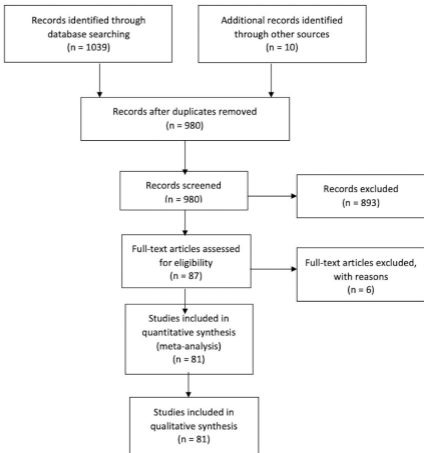 Records identified through
database searching
(n = 1039)
Additional records identified
through other sources
(n = 10)
Records after duplicates removed
(n = 980)
Records screened
(n = 980)
Records excluded
(n = 893)
Full-text articles assessed
for eligibility
(n = 87)
Full-text articles excluded,
with reasons
(n = 6)
Studies included in
quantitative synthesis
(meta-analysis)
(n = 81)
Studies included in
qualitative synthesis
(n = 81)